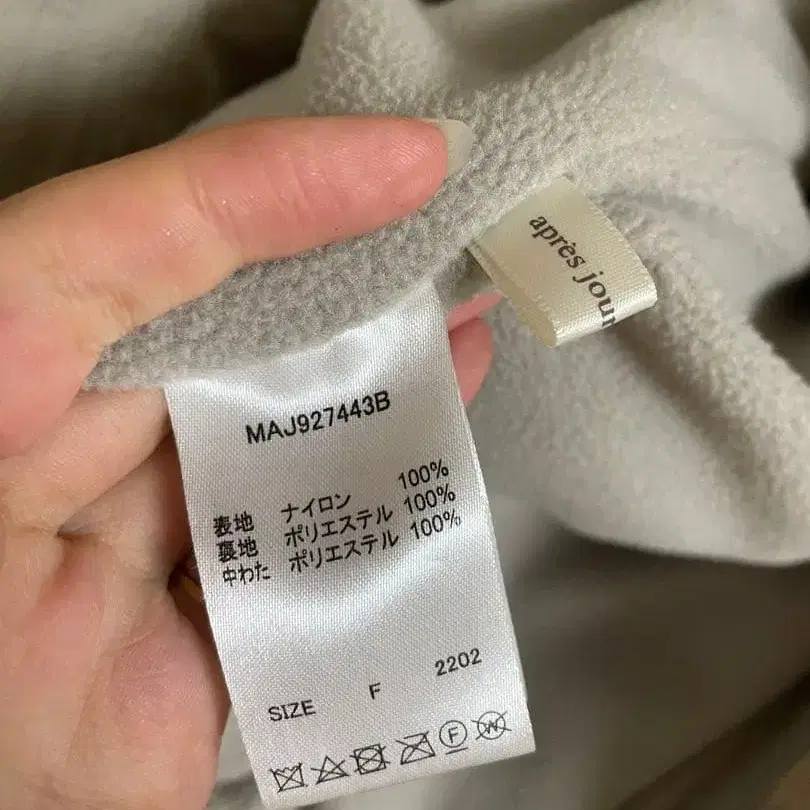 après jour
MAJ927443B
表地 ナイロン 100%
裏地 ポリエステル 100%
中わた ポリエステル 100%
SIZE F 2202
F
W